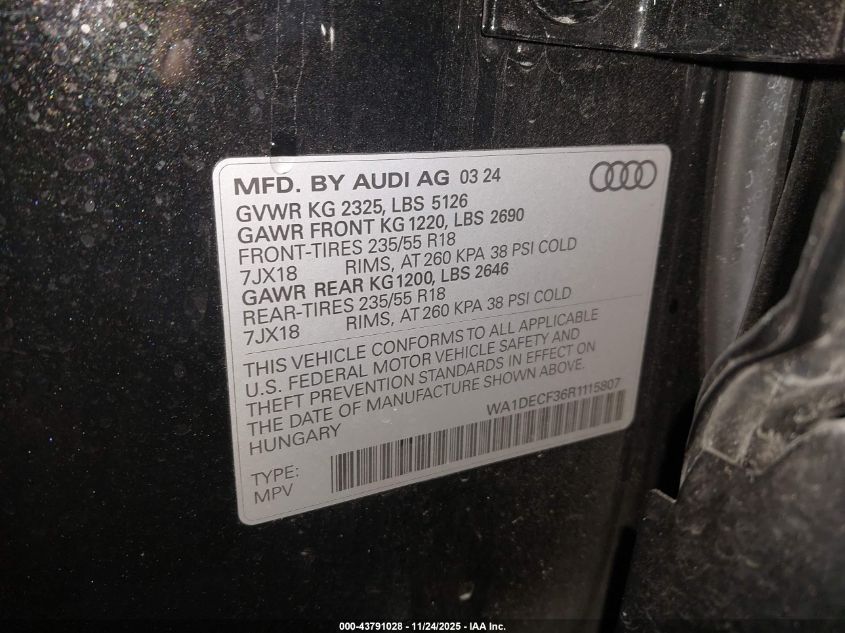 MFD. BY AUDI AG 03 24
GVWR KG 2325, LBS 5126
GAWR FRONT KG 1220, LBS 2690
FRONT-TIRES 235/55 R18
7JX18 RIMS, AT 260 KPA 38 PSI COLD
GAWR REAR KG 1200, LBS 2646
REAR-TIRES 235/55 R18
7JX18 RIMS, AT 260 KPA 38 PSI COLD
THIS VEHICLE CONFORMS TO ALL APPLICABLE
U.S. FEDERAL MOTOR VEHICLE SAFETY AND
THEFT PREVENTION STANDARDS IN EFFECT ON
THE DATE OF MANUFACTURE SHOWN ABOVE.
HUNGARY
WA1DECF36R1115807
TYPE:
MPV
000-43791028 - 11/24/2025 - IAA Inc.